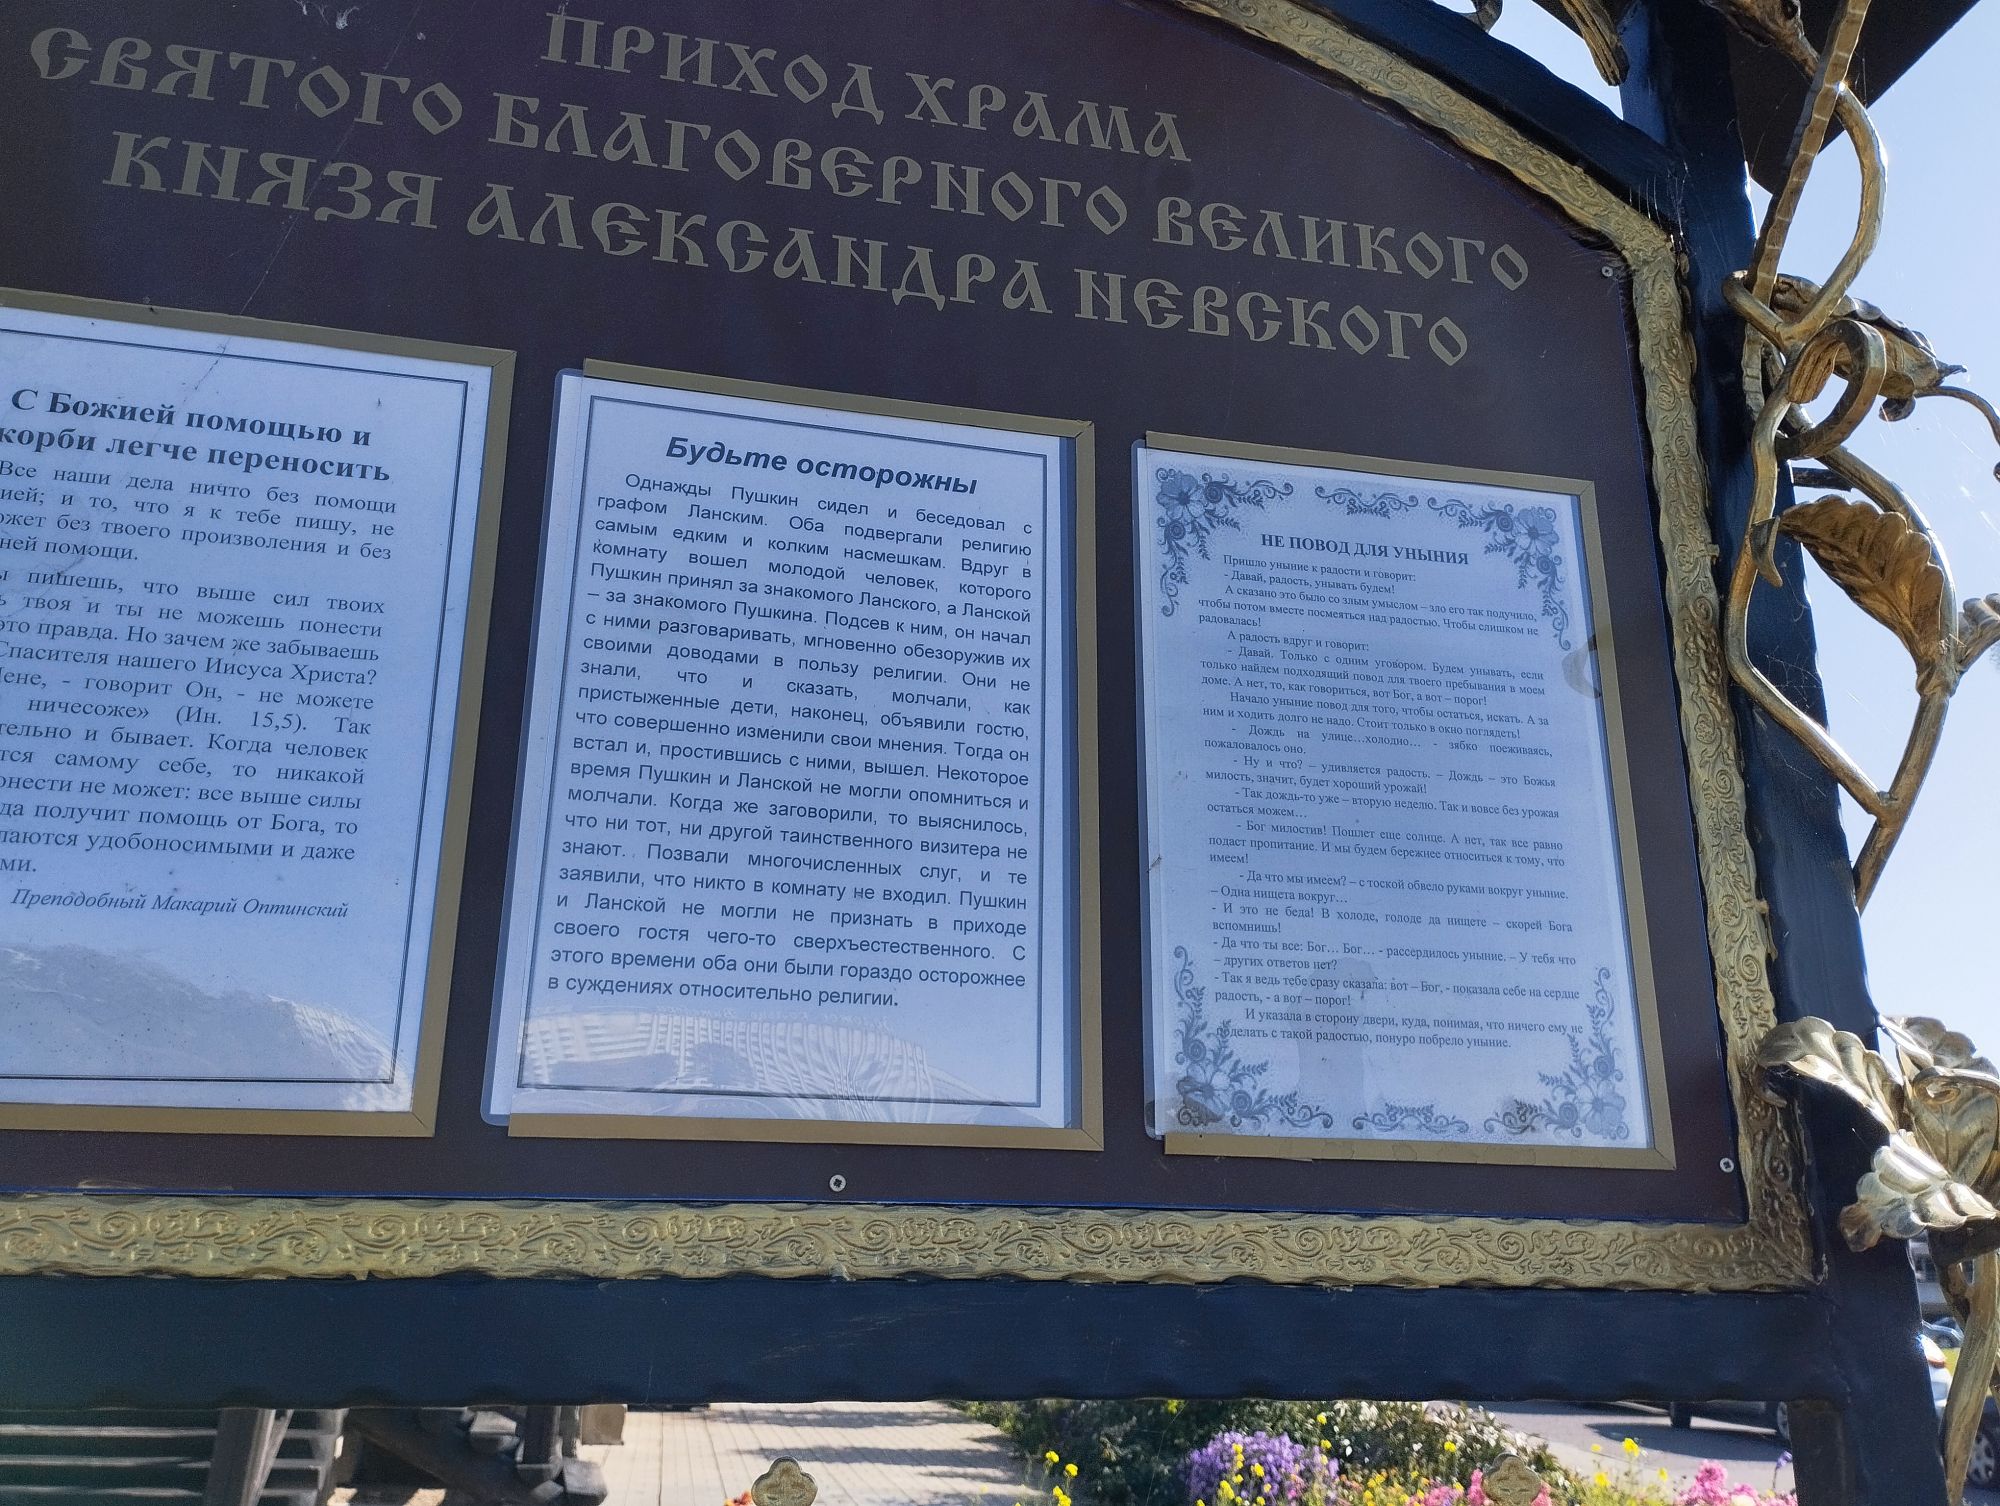 ПРИХОД ХРАМА
СВЯТОГО БЛАГОВЕРНОГО ВЕЛИКОГО
КНЯЗЯ АЛЕКСАНДРА НЕВСКОГО
С Божией помощью и
корби легче переносить
Все наши дела ничто без помощи
ией; и то, что я к тебе пишу, не
ожет без твоего произволения и без
ней помощи.
ы пишешь, что выше сил твоих
ь твоя и ты не можешь понести
это правда. Но зачем же забываешь
Спасителя нашего Иисуса Христа?
Мене, - говорит Он, - не можете
ничесоже» (Ин. 15,5). Так
тельно и бывает. Когда человек
тся самому себе, то никакой
онести не может: все выше силы
да получит помощь от Бога, то
лаются удобоносимыми и даже
ми.
Преподобный Макарий Оптинский
Будьте осторожны
Однажды Пушкин сидел и беседовал с
графом Ланским. Оба подвергали религию
самым едким и колким насмешкам. Вдруг в
комнату вошел молодой человек, которого
Пушкин принял за знакомого Ланского, а Ланской
– за знакомого Пушкина. Подсев к ним, он начал
с ними разговаривать, мгновенно обезоружив их
своими доводами в пользу религии. Они не
знали, что и сказать, молчали, как
пристыженные дети, наконец, объявили гостю,
что совершенно изменили свои мнения. Тогда он
встал и, простившись с ними, вышел. Некоторое
время Пушкин и Ланской не могли опомниться и
молчали. Когда же заговорили, то выяснилось,
что ни тот, ни другой таинственного визитера не
знают. Позвали многочисленных слуг, и те
заявили, что никто в комнату не входил. Пушкин
и Ланской не могли не признать в приходе
своего гостя чего-то сверхъестественного. С
этого времени оба они были гораздо осторожнее
в суждениях относительно религии.
НЕ ПОВОД ДЛЯ УНЫНИЯ
Пришло уныние к радости и говорит:
- Давай, радость, унывать будем!
А сказано это было со злым умыслом – зло его так подучило,
чтобы потом вместе посмеяться над радостью. Чтобы слишком не
радовалась!
А радость вдруг и говорит:
- Давай. Только с одним уговором. Будем унывать, если
только найдем подходящий повод для твоего пребывания в моем
доме. А нет, то, как говориться, вот Бог, а вот – порог!
Начало уныние повод для того, чтобы остаться, искать. А за
ним и ходить долго не надо. Стоит только в окно поглядеть!
- Дождь на улице…холодно… - зябко поеживаясь,
пожаловалось оно.
- Ну и что? – удивляется радость. – Дождь – это Божья
милость, значит, будет хороший урожай!
- Так дождь-то уже – вторую неделю. Так и вовсе без урожая
остаться можем…
- Бог милостив! Пошлет еще солнце. А нет, так все равно
подаст пропитание. И мы будем бережнее относиться к тому, что
имеем!
- Да что мы имеем? – с тоской обвело руками вокруг уныние.
– Одна нищета вокруг…
- И это не беда! В холоде, голоде да нищете – скорей Бога
вспомнишь!
- Да что ты все: Бог… Бог… - рассердилось уныние. – У тебя что
– других ответов нет?
- Так я ведь тебе сразу сказала: вот – Бог, - показала себе на сердце
радость, - а вот – порог!
И указала в сторону двери, куда, понимая, что ничего ему не
поделать с такой радостью, понуро побрело уныние.